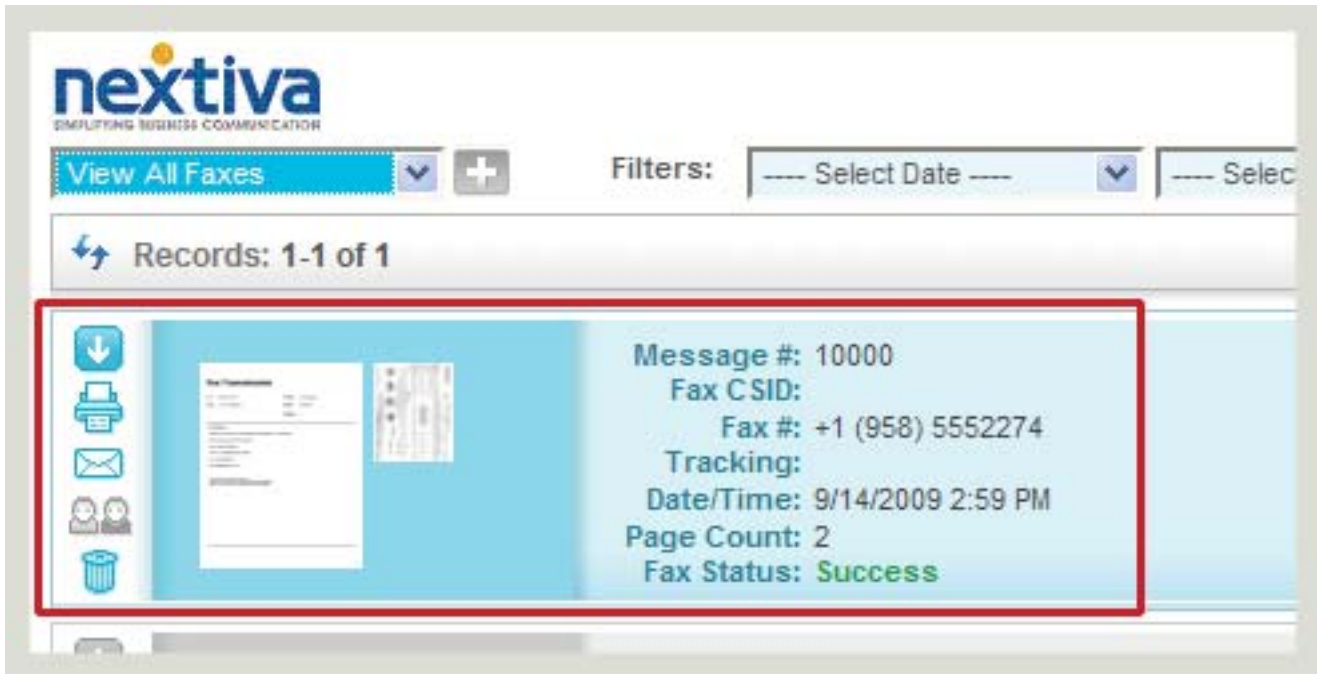 nextiva
SIMPLIFYING BUSINESS COMMUNICATION
View All Faxes
Filters: ---- Select Date ---- ---- Selec
Records: 1-1 of 1
Message #: 10000
Fax CSID:
Fax #: +1 (958) 5552274
Tracking:
Date/Time: 9/14/2009 2:59 PM
Page Count: 2
Fax Status: Success
Fax Transmission